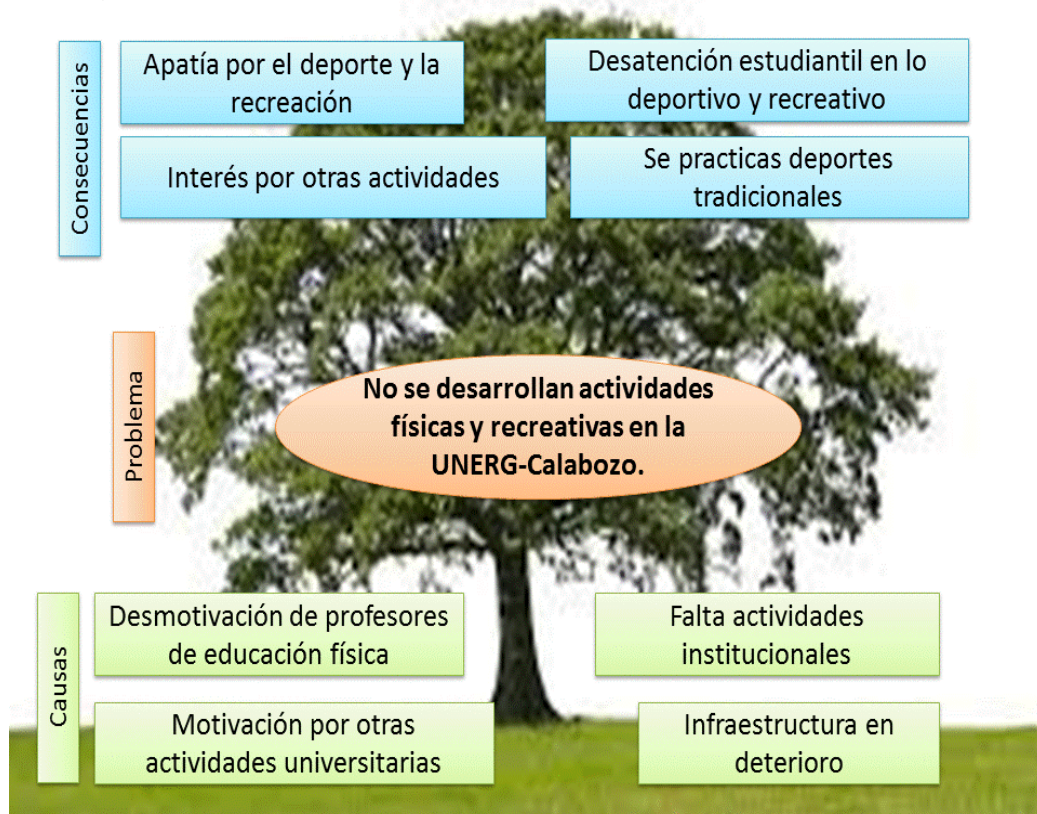 Consecuencias
Apatía por el deporte y la
recreación
Desatención estudiantil en lo
deportivo y recreativo
Interés por otras actividades
Se practicas deportes
tradicionales
Problema
No se desarrollan actividades
físicas y recreativas en la
UNERG-Calabozo.
Causas
Desmotivación de profesores
de educación física
Falta actividades
institucionales
Motivación por otras
actividades universitarias
Infraestructura en
deterioro